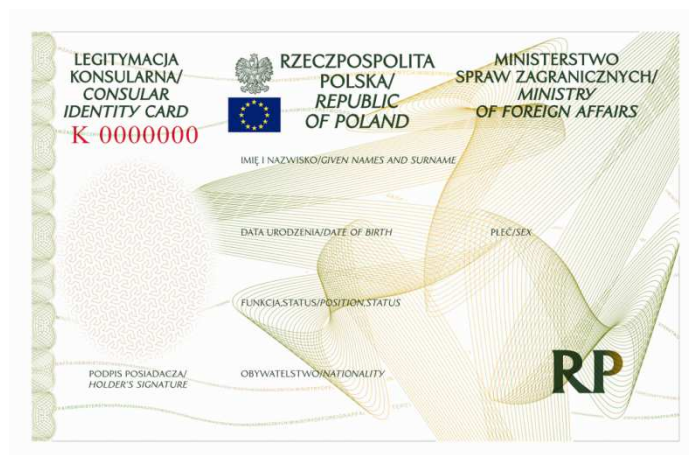 LEGITYMACJA
KONSULARNA/
CONSULAR
IDENTITY CARD
K 0000000
RZECZPOSPOLITA
POLSKA/
REPUBLIC
OF POLAND
MINISTERSTWO
SPRAW ZAGRANICZNYCH/
MINISTRY
OF FOREIGN AFFAIRS
IMIĘ I NAZWISKO/GIVEN NAMES AND SURNAME
DATA URODZENIA/DATE OF BIRTH
PŁEĆ/SEX
FUNKCJA,STATUS/POSITION,STATUS
PODPIS POSIADACZA/
HOLDER'S SIGNATURE
OBYWATELSTWO/NATIONALITY
RP